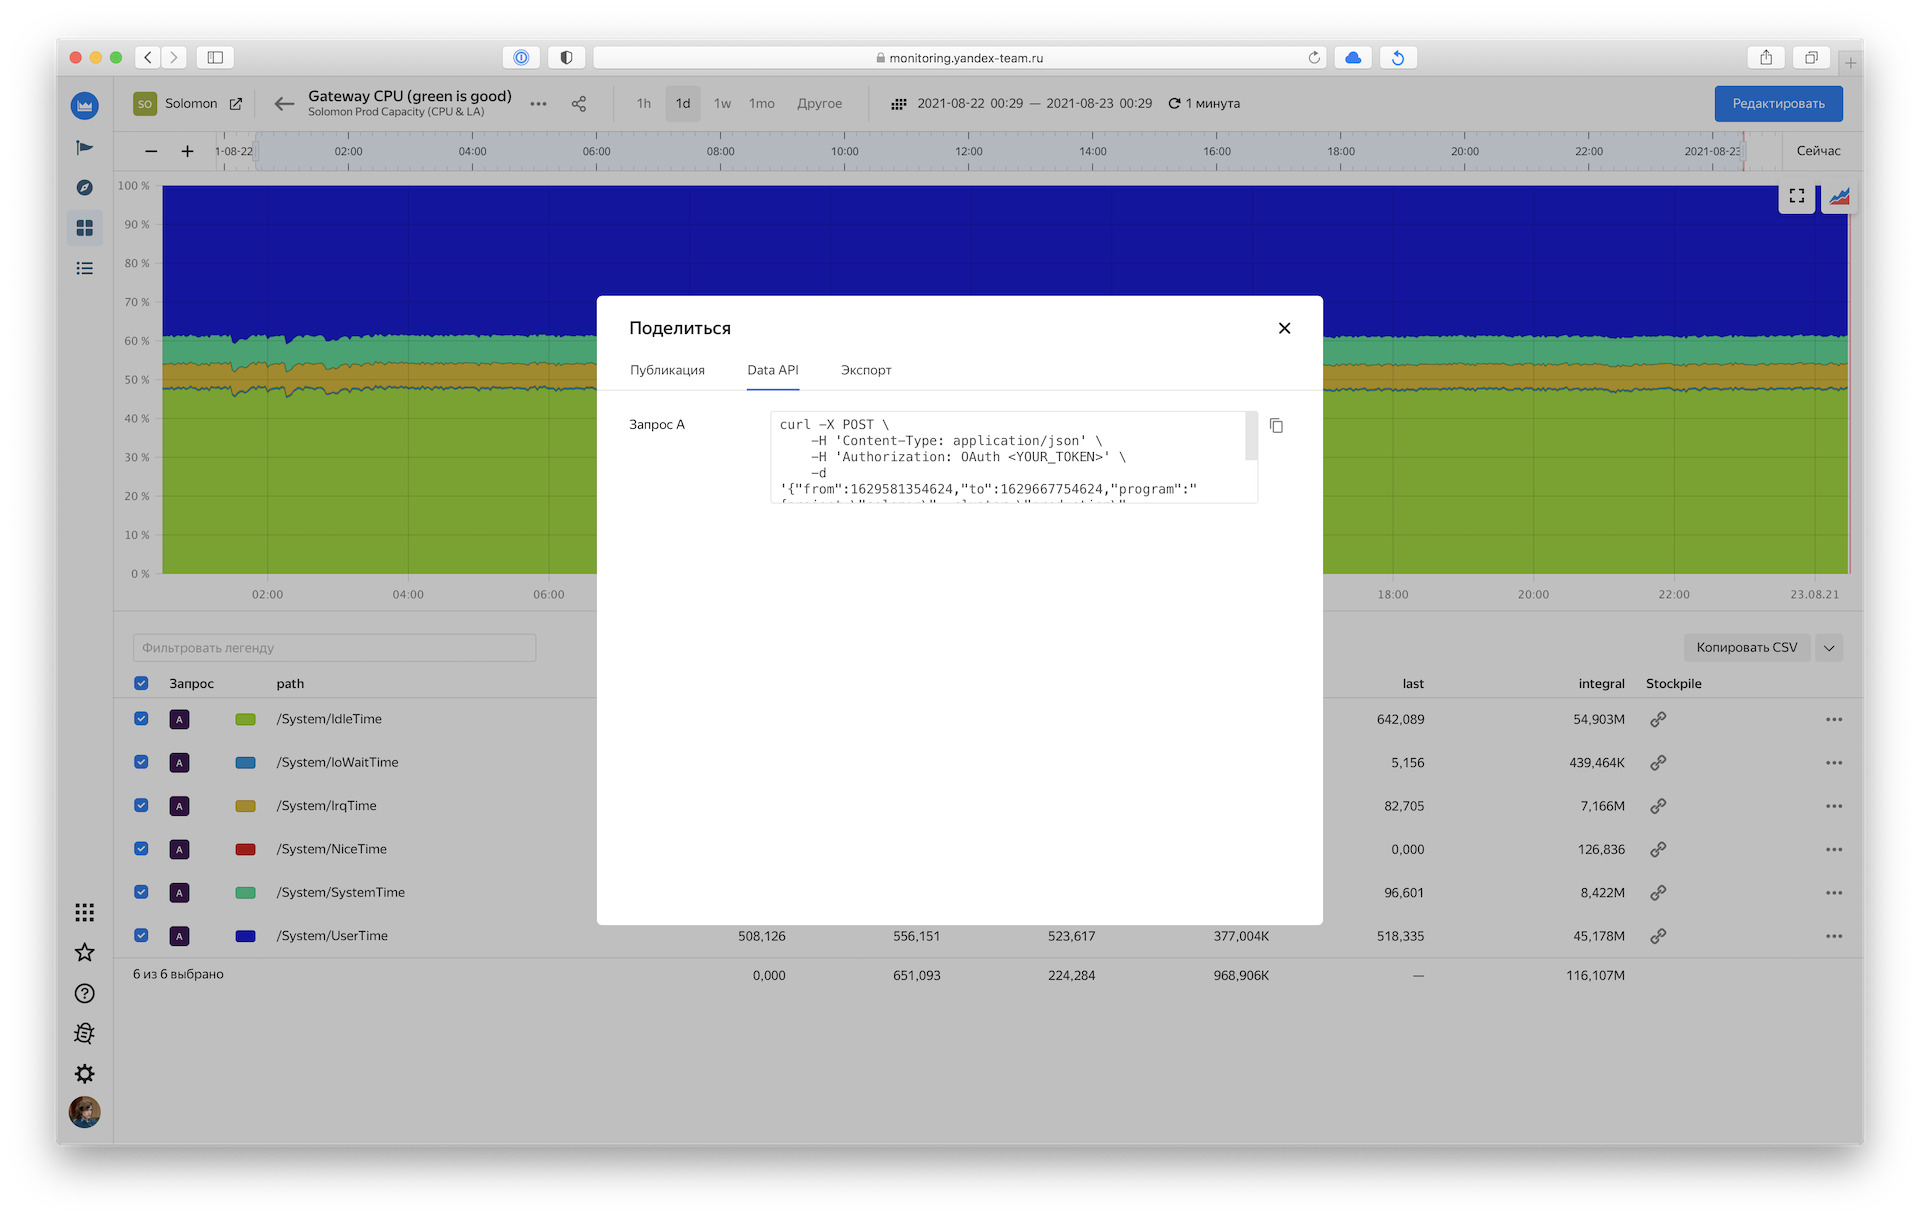 monitoring.yandex-team.ru
SO Solomon
Gateway CPU (green is good)
Solomon Prod Capacity (CPU & LA)
1h 1d 1w 1mo Другое
2021-08-22 00:29 — 2021-08-23 00:29
1 минута
Редактировать
1-08-22 02:00 04:00 06:00 08:00 10:00 12:00 14:00 16:00 18:00 20:00 22:00 2021-08-23
Сейчас
100 %
90 %
80 %
70 %
60 %
50 %
40 %
30 %
20 %
10 %
0 %
02:00 04:00 06:00 18:00 20:00 22:00 23.08.21
Поделиться
Публикация Data API Экспорт
Запрос A
curl -X POST \
-H 'Content-Type: application/json' \
-H 'Authorization: OAuth <YOUR_TOKEN>' \
-d
'{"from":1629581354624,"to":1629667754624,"program":"
Фильтровать легенду
Копировать CSV
Запрос path last integral Stockpile
A /System/IdleTime 642,089 54,903M
A /System/IoWaitTime 5,156 439,464K
A /System/IrqTime 82,705 7,166M
A /System/NiceTime 0,000 126,836
A /System/SystemTime 96,601 8,422M
A /System/UserTime 508,126 556,151 523,617 377,004K 518,335 45,178M
6 из 6 выбрано 0,000 651,093 224,284 968,906K — 116,107M